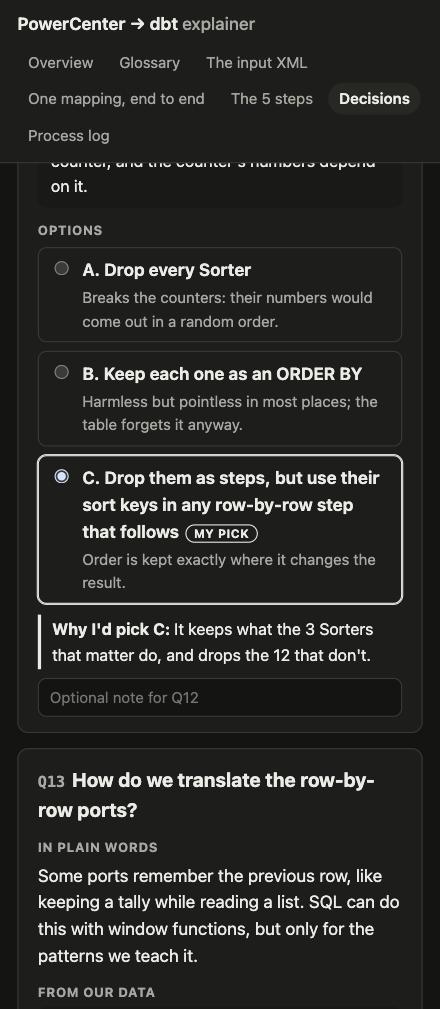 PowerCenter → dbt explainer
Overview Glossary The input XML
One mapping, end to end The 5 steps Decisions
Process log
counter, and the counter's numbers depend
on it.
OPTIONS
A. Drop every Sorter
Breaks the counters: their numbers would
come out in a random order.
B. Keep each one as an ORDER BY
Harmless but pointless in most places; the
table forgets it anyway.
C. Drop them as steps, but use their
sort keys in any row-by-row step
that follows MY PICK
Order is kept exactly where it changes the
result.
Why I'd pick C: It keeps what the 3 Sorters
that matter do, and drops the 12 that don't.
Optional note for Q12
Q13 How do we translate the row-by-
row ports?
IN PLAIN WORDS
Some ports remember the previous row, like
keeping a tally while reading a list. SQL can do
this with window functions, but only for the
patterns we teach it.
FROM OUR DATA